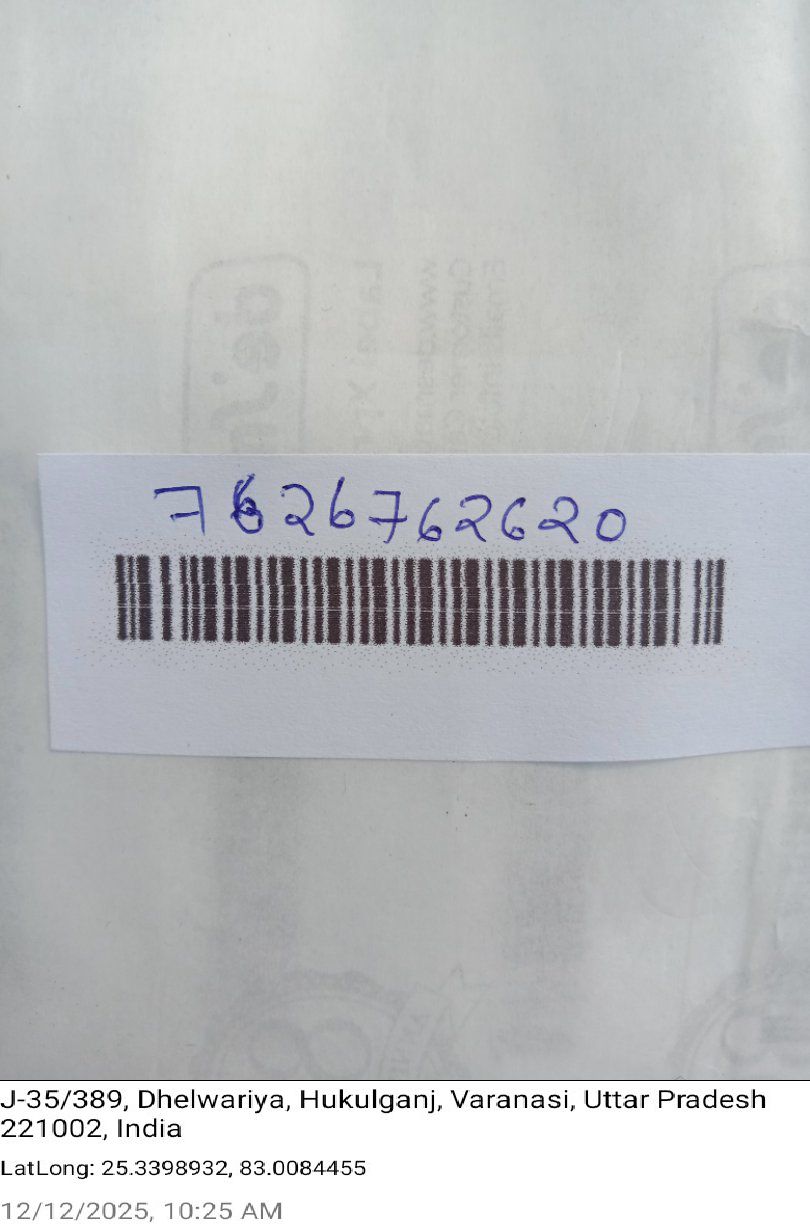 7626762620
J-35/389, Dhelwariya, Hukulganj, Varanasi, Uttar Pradesh
221002, India
LatLong: 25.3398932, 83.0084455
12/12/2025, 10:25 AM